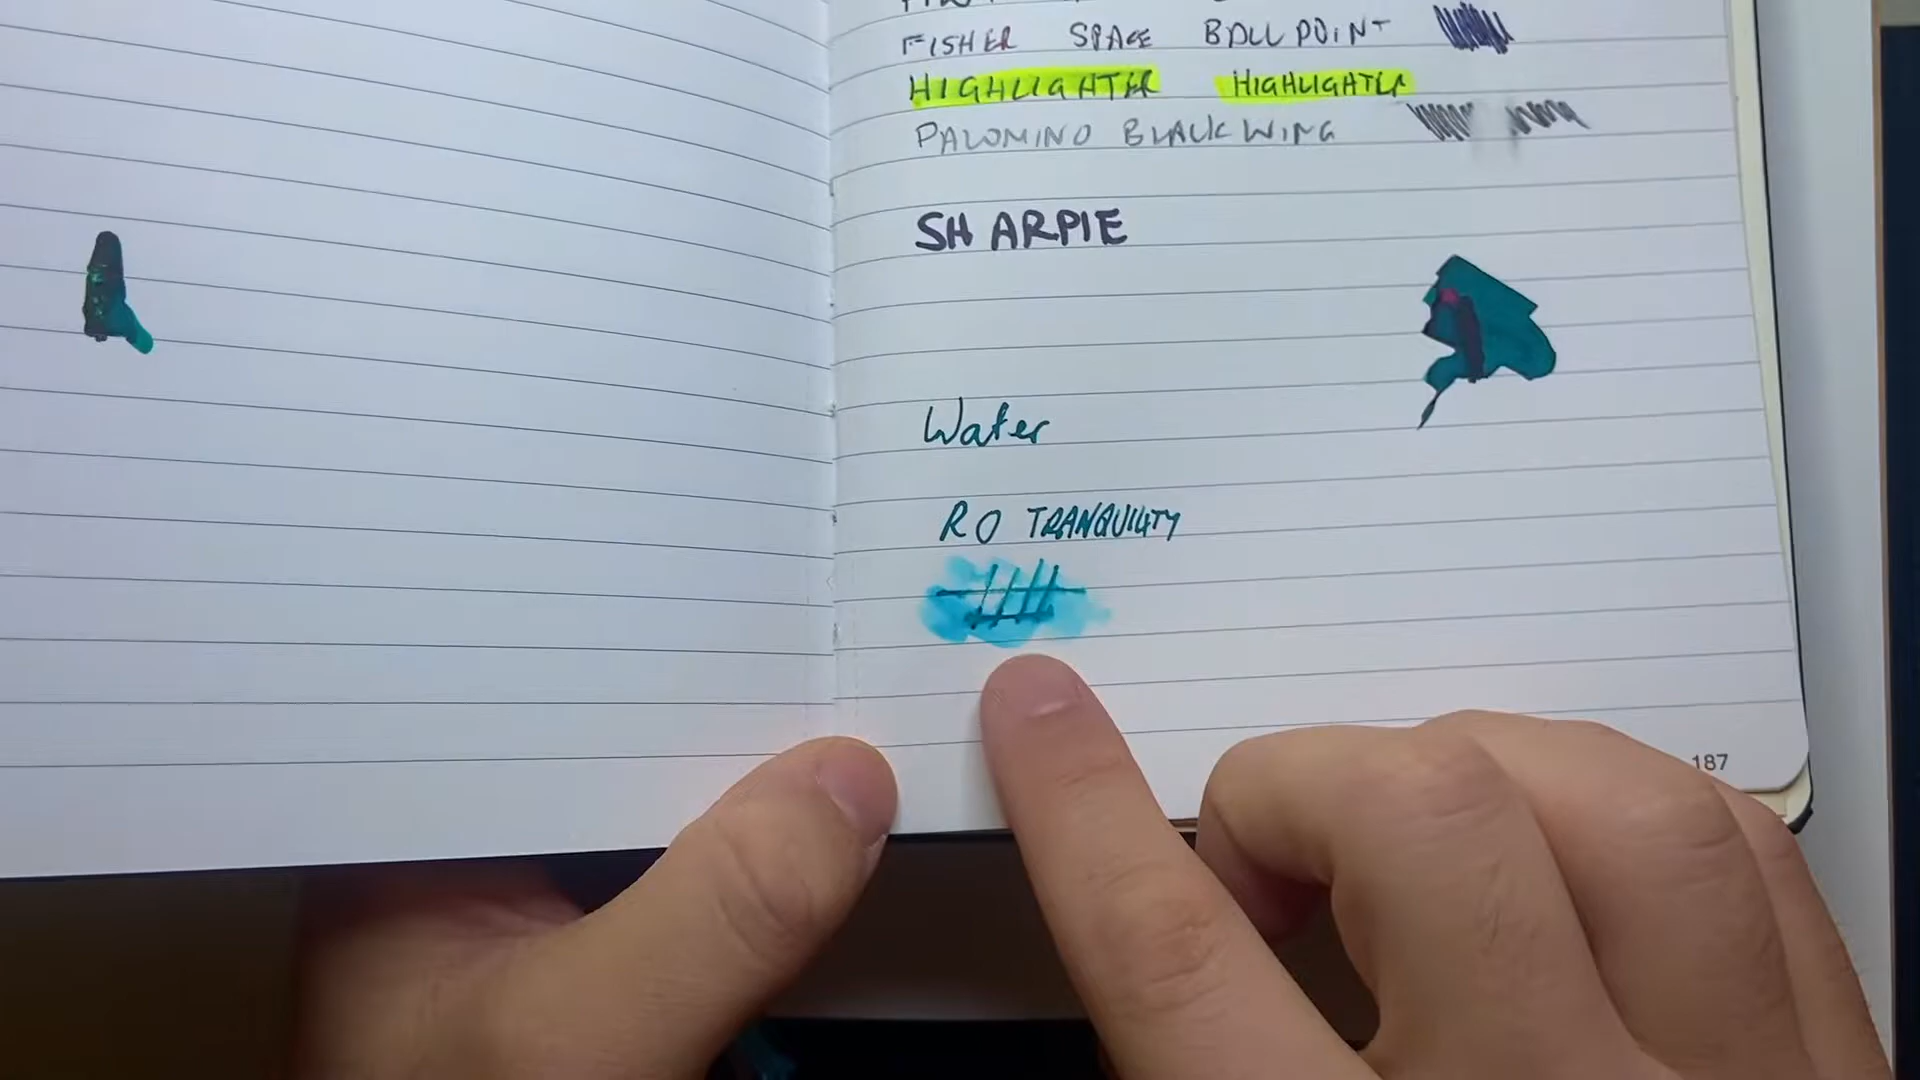 FISHER SPACE BALLPOINT
HIGHLIGHTER HIGHLIGHTER
PALOMINO BLACKWING
SHARPIE
Water
RO TRANQUILITY
187